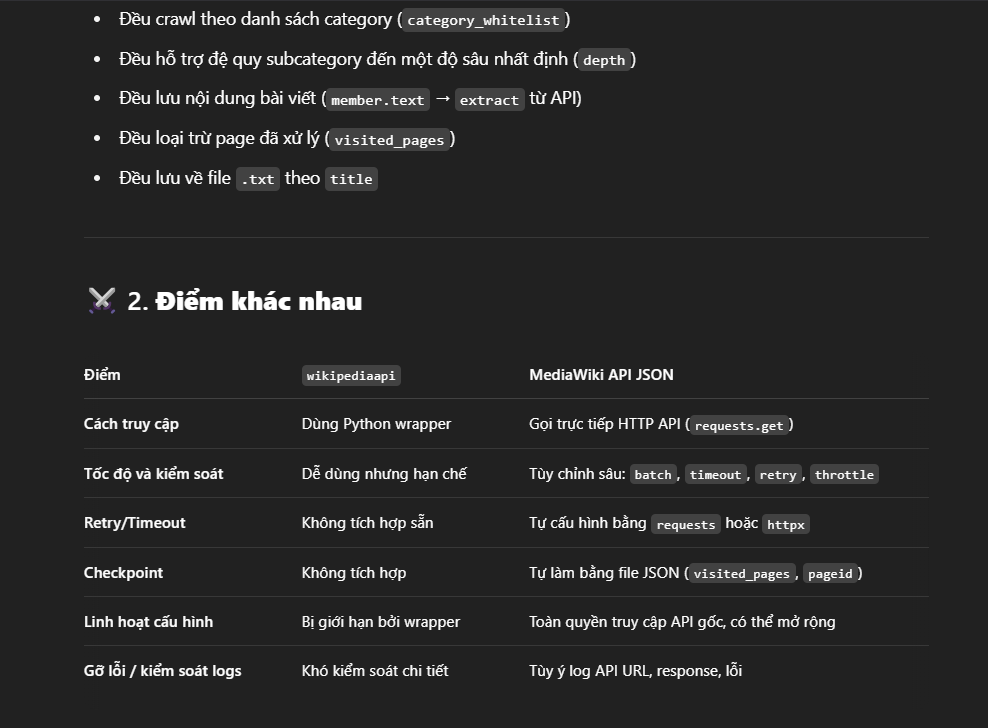 Đều crawl theo danh sách category (category_whitelist)
Đều hỗ trợ đệ quy subcategory đến một độ sâu nhất định (depth)
Đều lưu nội dung bài viết (member.text → extract từ API)
Đều loại trừ page đã xử lý (visited_pages)
Đều lưu về file .txt theo title
⚔️ 2. Điểm khác nhau
Điểm wikipediaapi MediaWiki API JSON
Cách truy cập Dùng Python wrapper Gọi trực tiếp HTTP API (requests.get)
Tốc độ và kiểm soát Dễ dùng nhưng hạn chế Tùy chỉnh sâu: batch, timeout, retry, throttle
Retry/Timeout Không tích hợp sẵn Tự cấu hình bằng requests hoặc httpx
Checkpoint Không tích hợp Tự làm bằng file JSON (visited_pages, pageid)
Linh hoạt cấu hình Bị giới hạn bởi wrapper Toàn quyền truy cập API gốc, có thể mở rộng
Gỡ lỗi / kiểm soát logs Khó kiểm soát chi tiết Tùy ý log API URL, response, lỗi